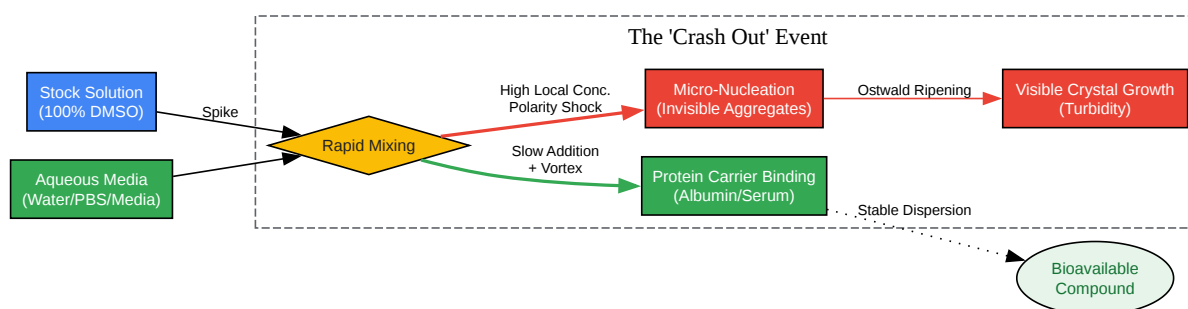 The 'Crash Out' Event
Stock Solution
(100% DMSO)
Spike
Aqueous Media
(Water/PBS/Media)
Rapid Mixing
High Local Conc.
Polarity Shock
Micro-Nucleation
(Invisible Aggregates)
Ostwald Ripening
Visible Crystal Growth
(Turbidity)
Slow Addition
+ Vortex
Protein Carrier Binding
(Albumin/Serum)
Stable Dispersion
Bioavailable
Compound